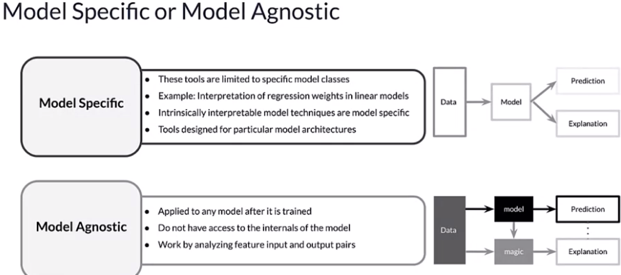 Model Specific or Model Agnostic
Model Specific
• These tools are limited to specific model classes
• Example: Interpretation of regression weights in linear models
• Intrinsically interpretable model techniques are model specific
• Tools designed for particular model architectures
Data
Model
Prediction
Explanation
Model Agnostic
• Applied to any model after it is trained
• Do not have access to the internals of the model
• Work by analyzing feature input and output pairs
Data
model
Prediction
magic
Explanation